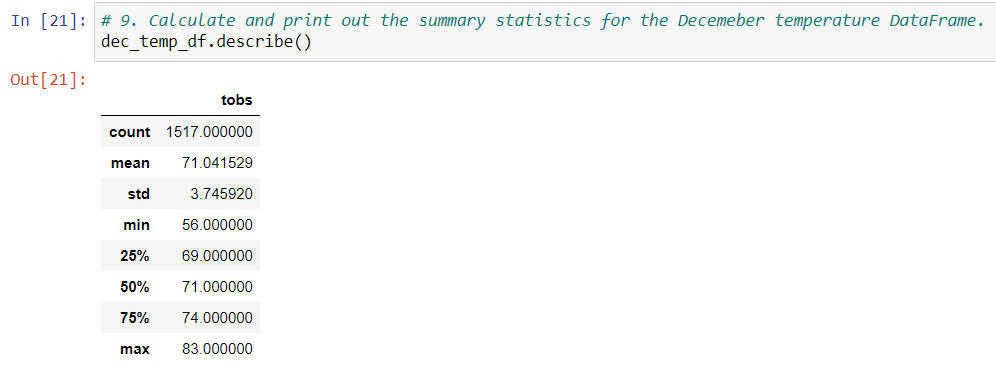 In [21]: # 9. Calculate and print out the summary statistics for the Decemeber temperature DataFrame.
dec_temp_df.describe()
Out[21]:
tobs
count 1517.000000
mean 71.041529
std 3.745920
min 56.000000
25% 69.000000
50% 71.000000
75% 74.000000
max 83.000000